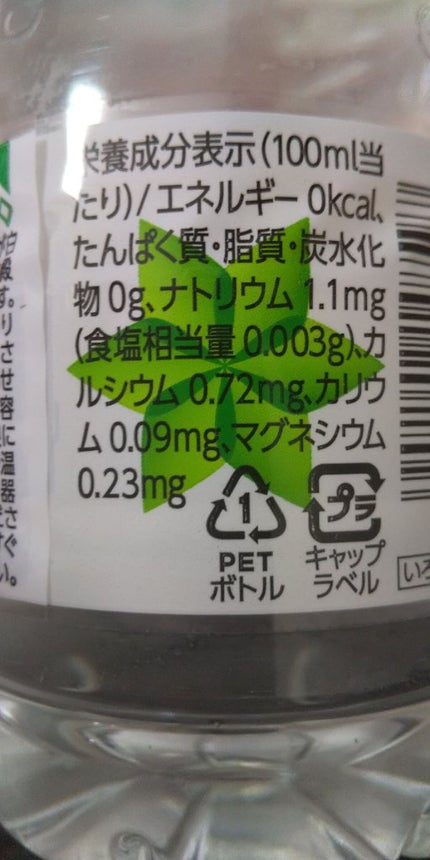 栄養成分表示(100ml当
たり)/エネルギー 0kcal、
たんぱく質・脂質・炭水化
物 0g、ナトリウム 1.1mg
(食塩相当量 0.003g)、カ
ルシウム 0.72mg、カリウ
ム 0.09mg、マグネシウム
0.23mg
1
PET
ボトル
プラ
キャップ
ラベル
いろ